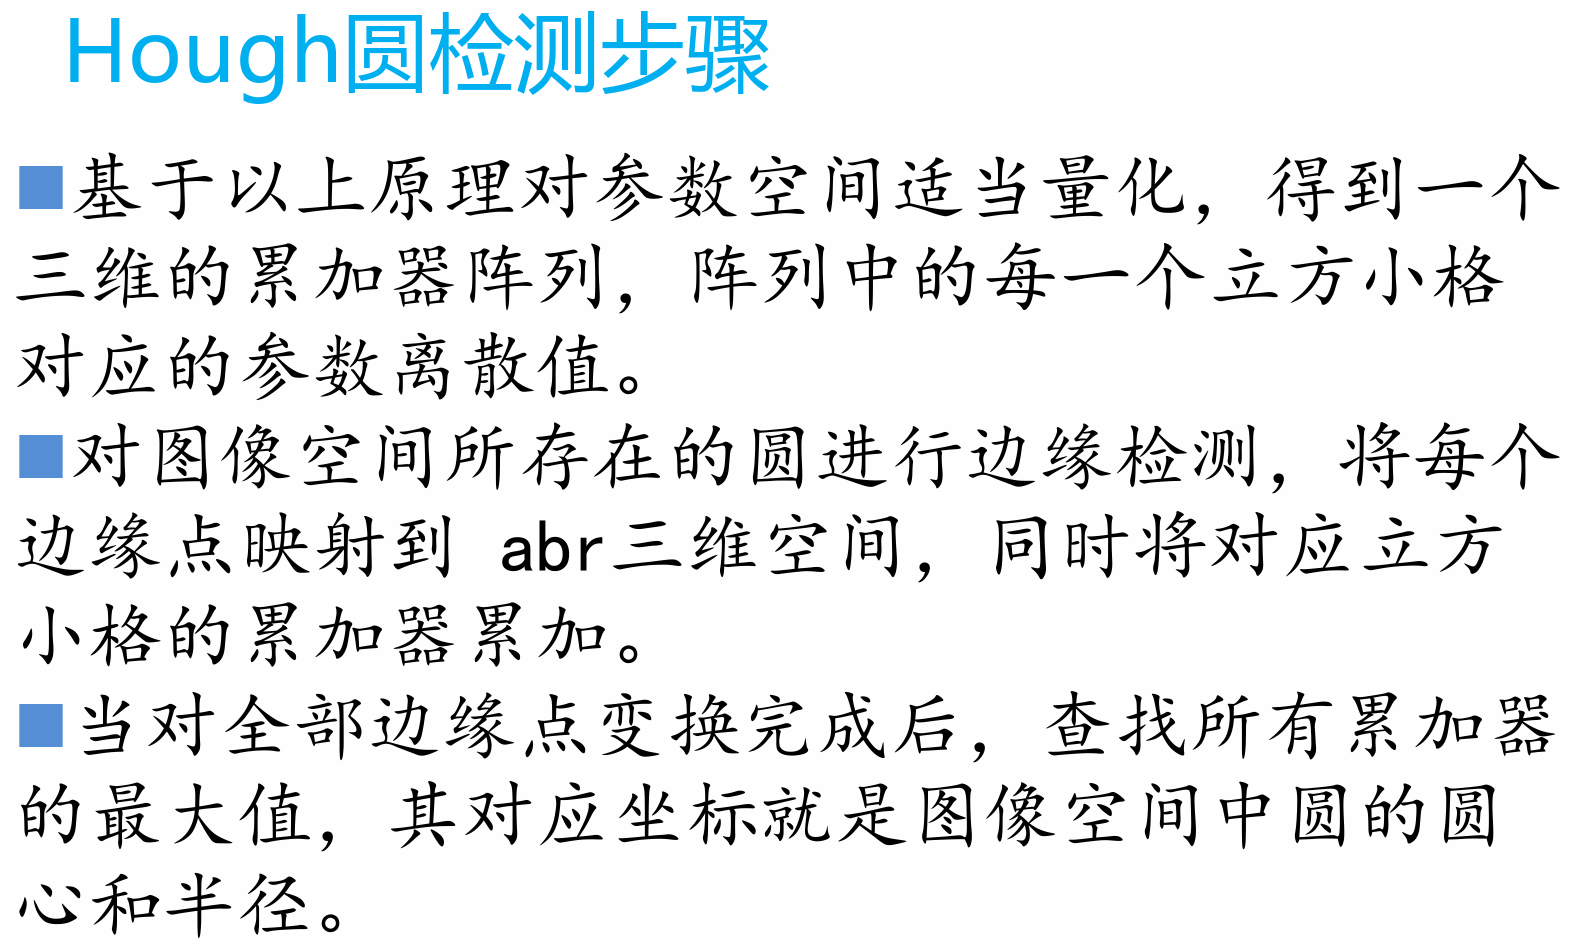 Hough圆检测步骤
■基于以上原理对参数空间适当量化，得到一个
三维的累加器阵列，阵列中的每一个立方小格
对应的参数离散值。
■对图像空间所存在的圆进行边缘检测，将每个
边缘点映射到 abr三维空间，同时将对应立方
小格的累加器累加。
■当对全部边缘点变换完成后，查找所有累加器
的最大值，其对应坐标就是图像空间中圆的圆
心和半径。